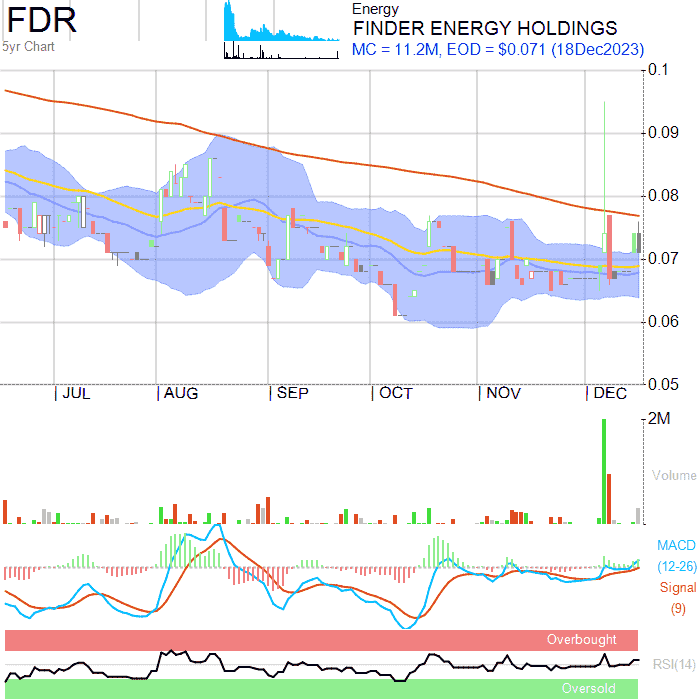 FDR
5yr Chart
Energy
FINDER ENERGY HOLDINGS
MC = 11.2M, EOD = $0.071 (18Dec2023)
0.1
0.09
0.08
0.07
0.06
0.05
JUL AUG SEP OCT NOV DEC
2M
Volume
MACD
(12-26)
Signal
(9)
Overbought
RSI(14)
Oversold